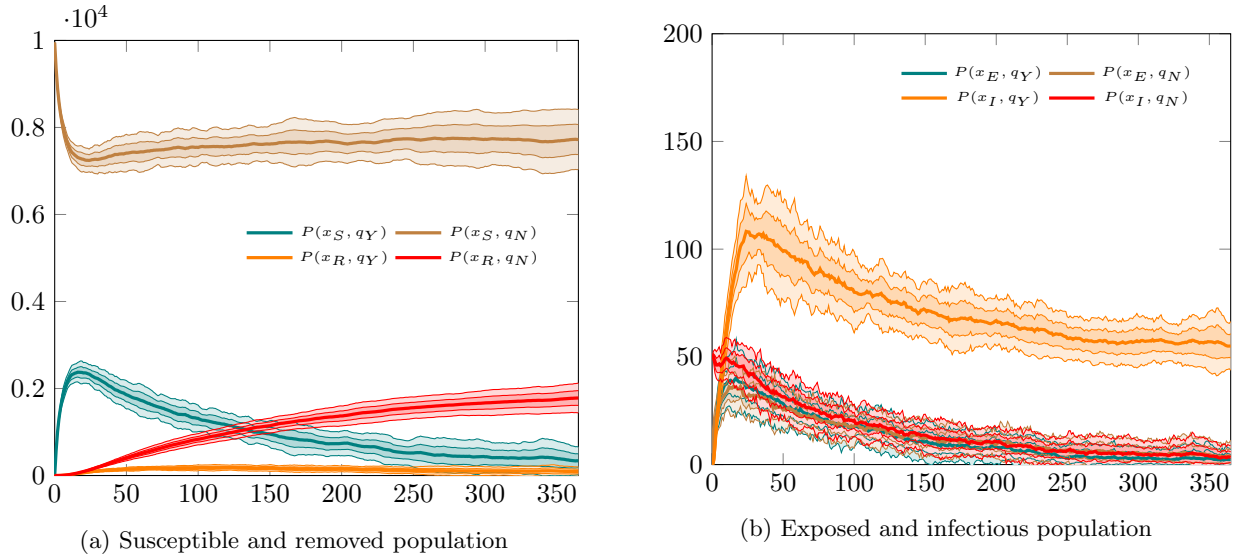 ·10⁴
1
0.8
0.6
0.4
0.2
0
0 50 100 150 200 250 300 350
P(x_S, q_Y) P(x_S, q_N)
P(x_R, q_Y) P(x_R, q_N)
(a) Susceptible and removed population
200
150
100
50
0
0 50 100 150 200 250 300 350
P(x_E, q_Y) P(x_E, q_N)
P(x_I, q_Y) P(x_I, q_N)
(b) Exposed and infectious population